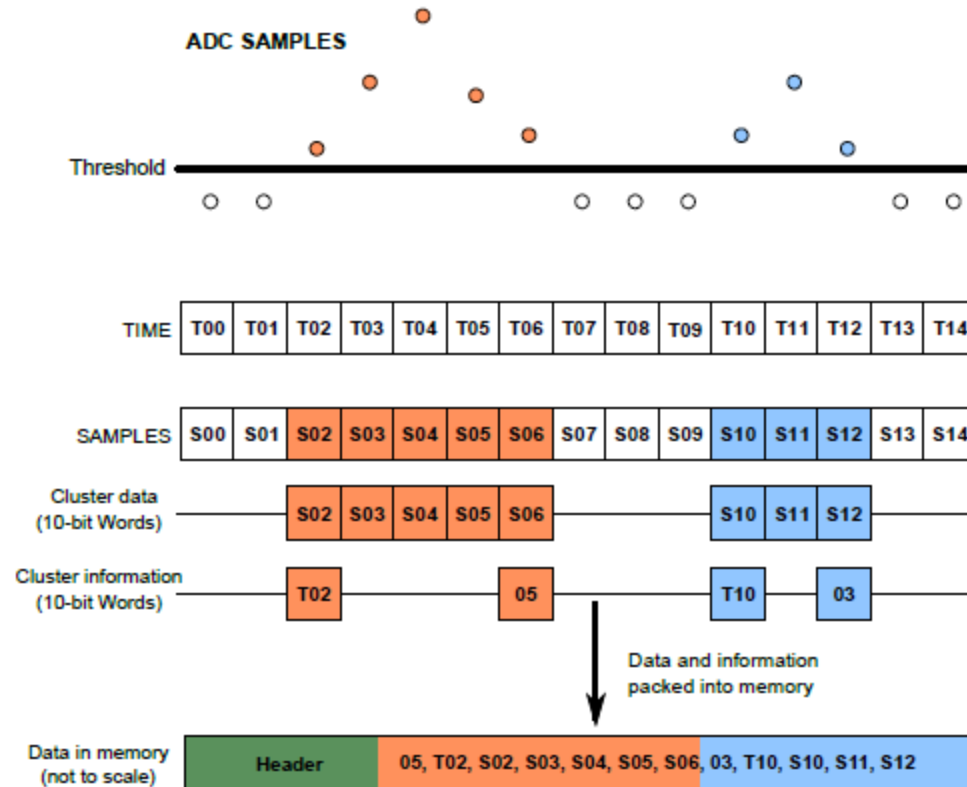 ADC SAMPLES
Threshold
TIME T00 T01 T02 T03 T04 T05 T06 T07 T08 T09 T10 T11 T12 T13 T14
SAMPLES S00 S01 S02 S03 S04 S05 S06 S07 S08 S09 S10 S11 S12 S13 S14
Cluster data
(10-bit Words)
S02 S03 S04 S05 S06 S10 S11 S12
Cluster information
(10-bit Words)
T02 05 T10 03
Data and information
packed into memory
Data in memory
(not to scale)
Header 05, T02, S02, S03, S04, S05, S06, 03, T10, S10, S11, S12